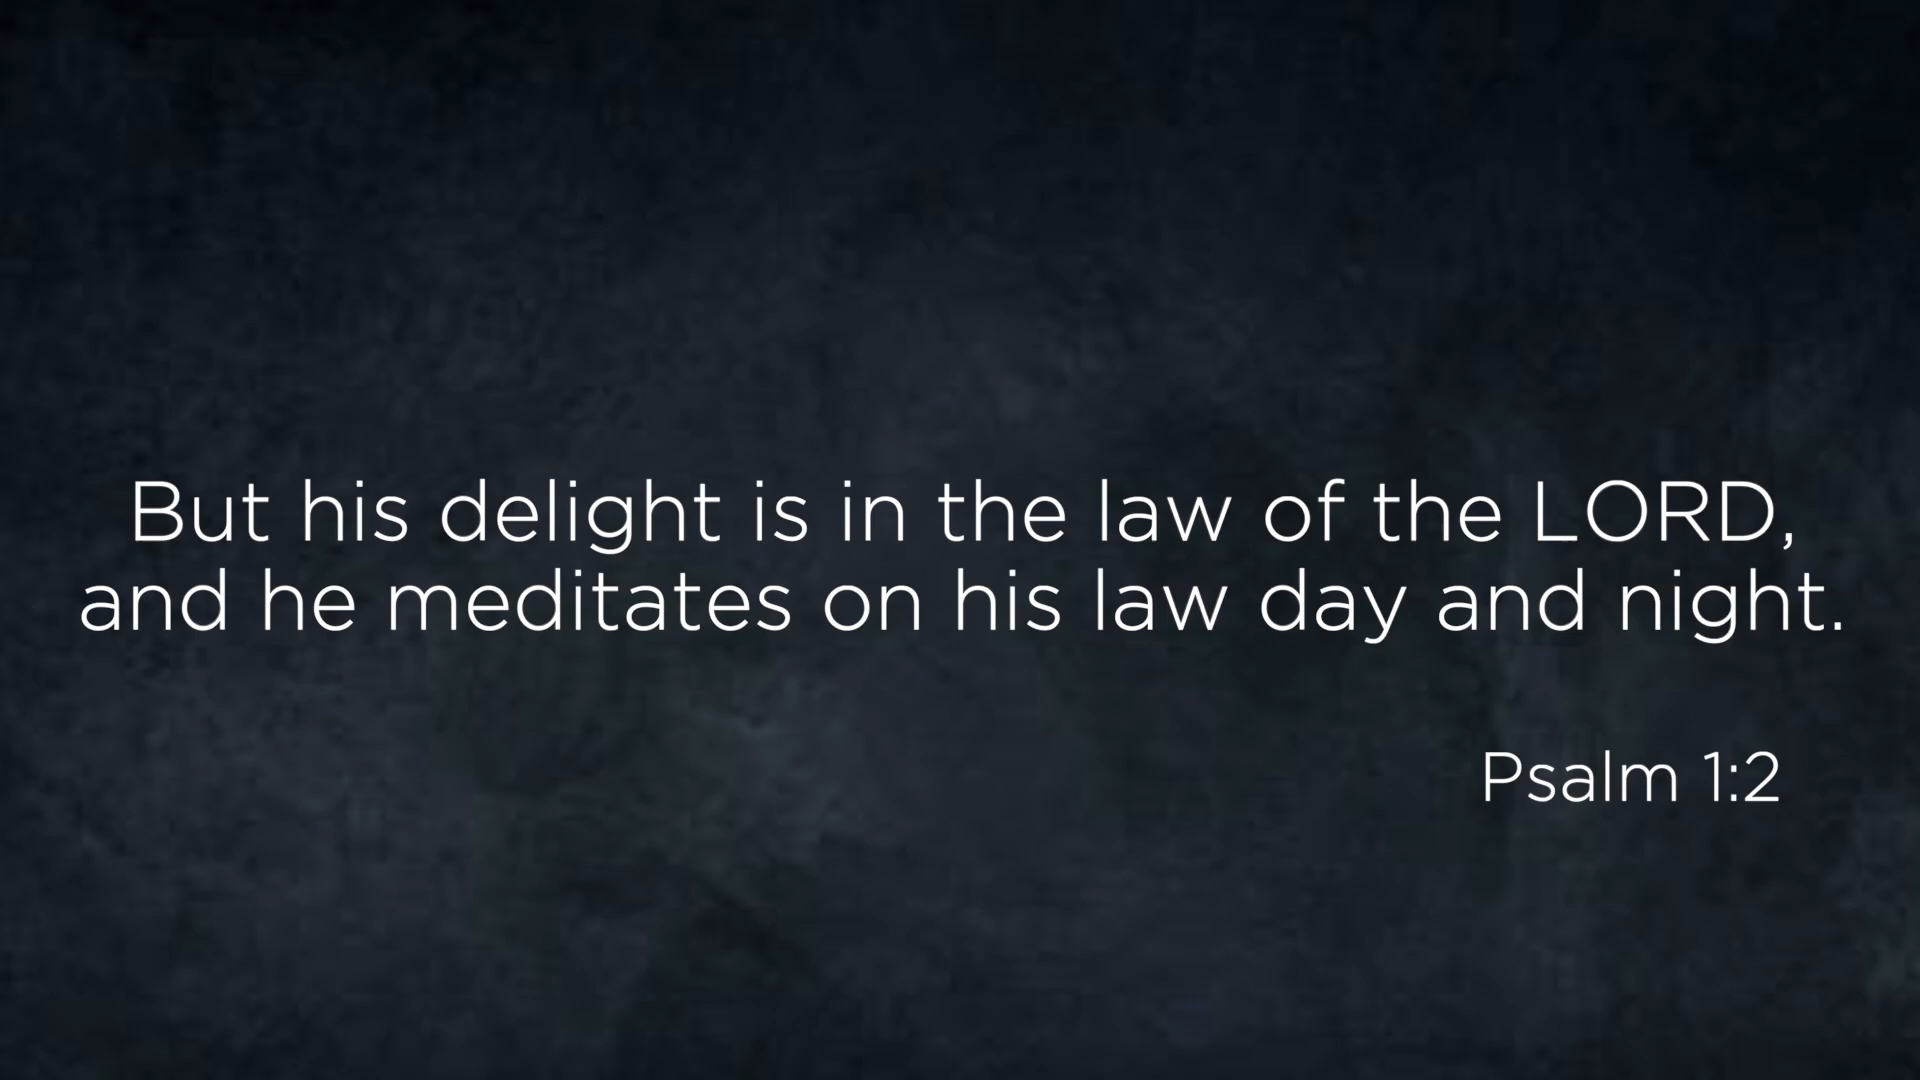 But his delight is in the law of the LORD,
and he meditates on his law day and night.
Psalm 1:2